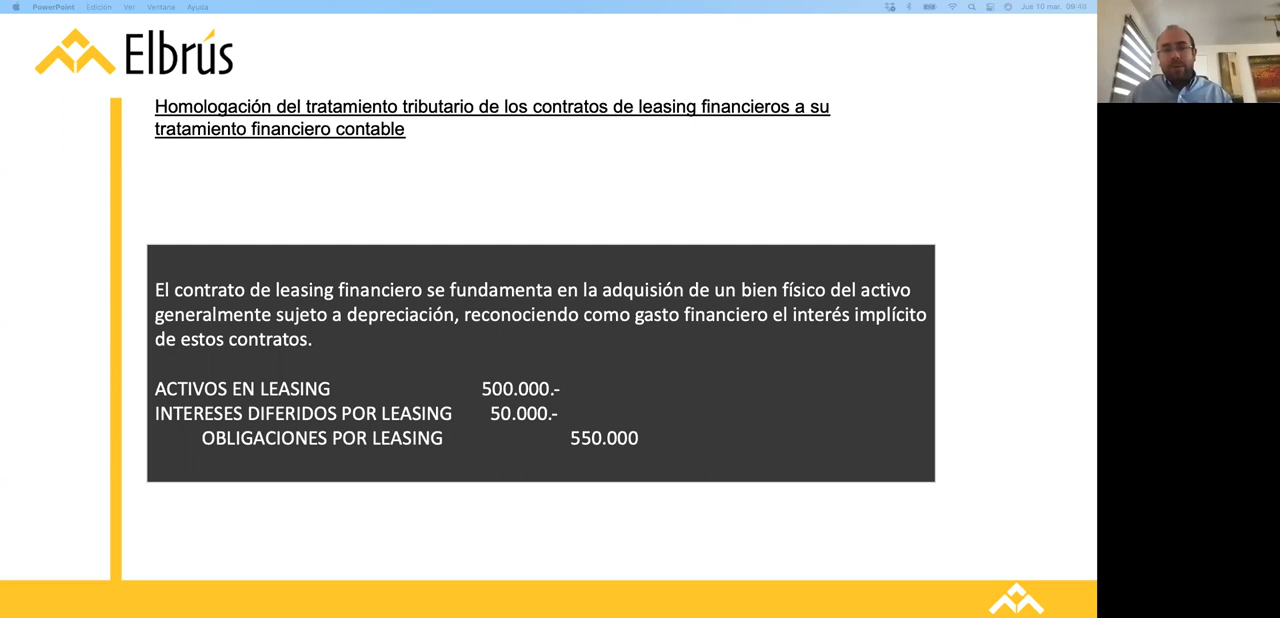 PowerPoint Edición Ver Ventana Ayuda
Jue 10 mar. 09:48
Elbrús
Homologación del tratamiento tributario de los contratos de leasing financieros a su
tratamiento financiero contable
El contrato de leasing financiero se fundamenta en la adquisión de un bien físico del activo
generalmente sujeto a depreciación, reconociendo como gasto financiero el interés implícito
de estos contratos.
ACTIVOS EN LEASING 500.000.-
INTERESES DIFERIDOS POR LEASING 50.000.-
OBLIGACIONES POR LEASING 550.000